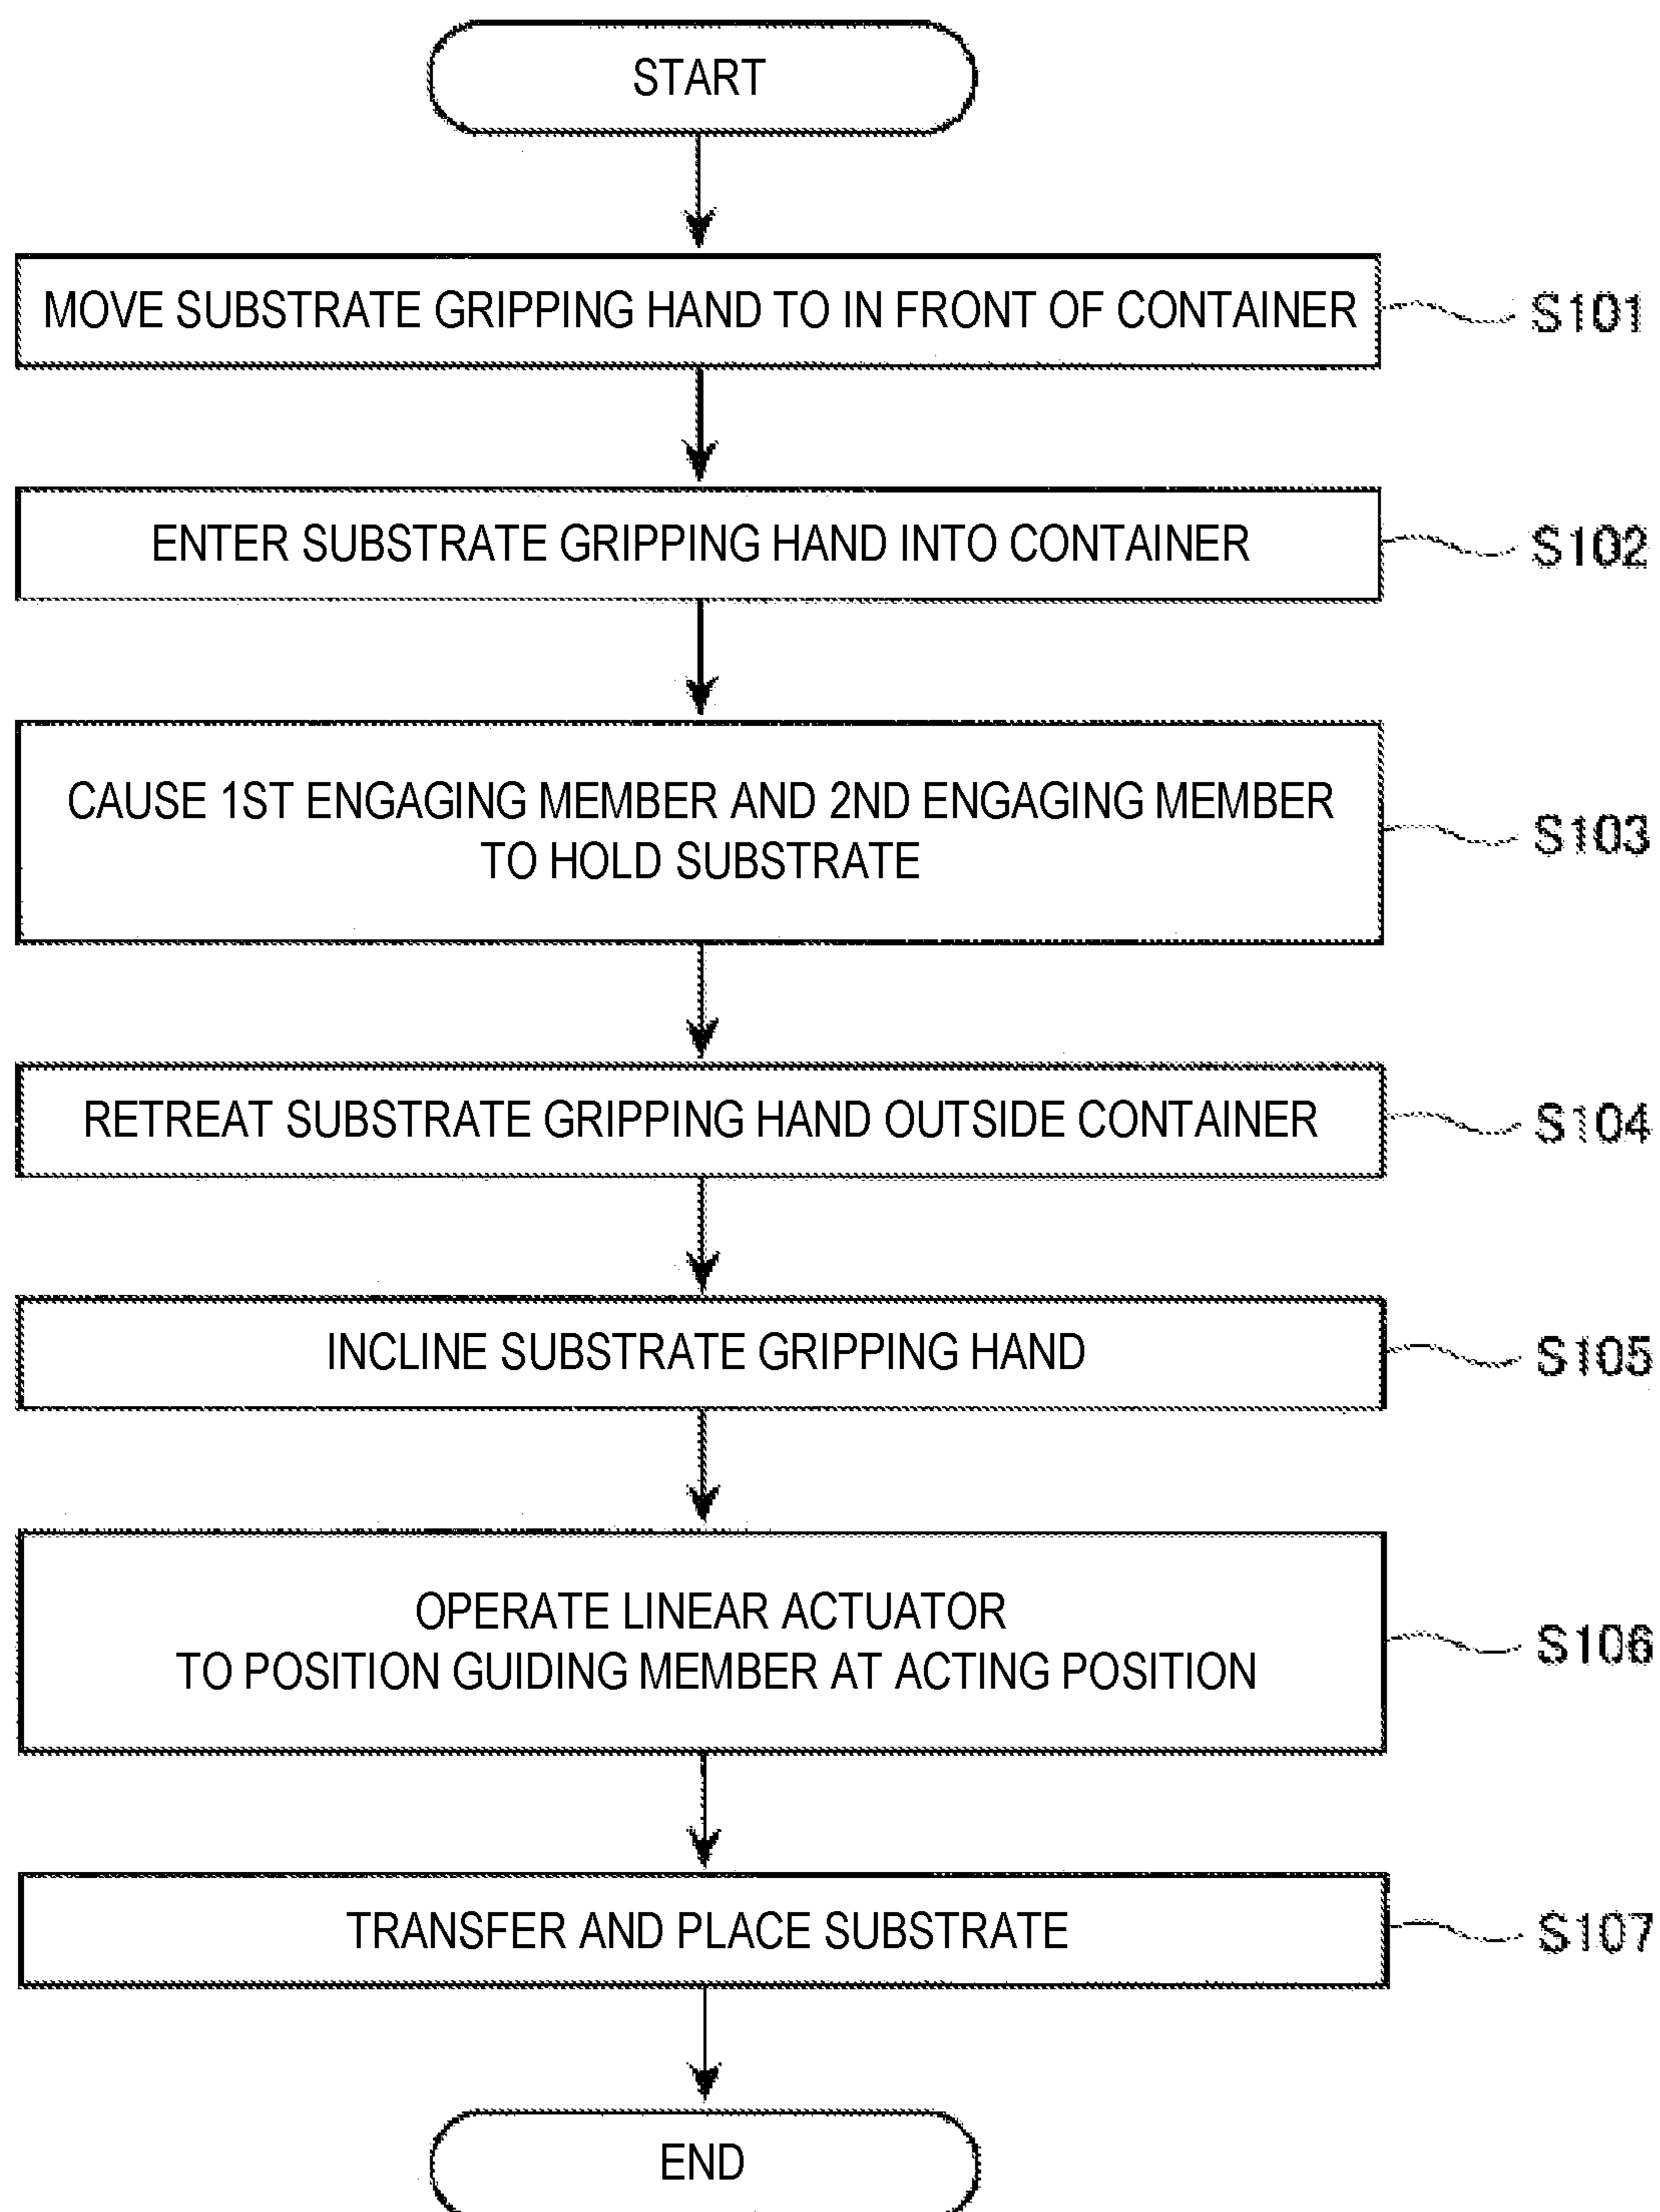 START
MOVE SUBSTRATE GRIPPING HAND TO IN FRONT OF CONTAINER
S101
ENTER SUBSTRATE GRIPPING HAND INTO CONTAINER
S102
CAUSE 1ST ENGAGING MEMBER AND 2ND ENGAGING MEMBER
TO HOLD SUBSTRATE
S103
RETREAT SUBSTRATE GRIPPING HAND OUTSIDE CONTAINER
S104
INCLINE SUBSTRATE GRIPPING HAND
S105
OPERATE LINEAR ACTUATOR
TO POSITION GUIDING MEMBER AT ACTING POSITION
S106
TRANSFER AND PLACE SUBSTRATE
S107
END